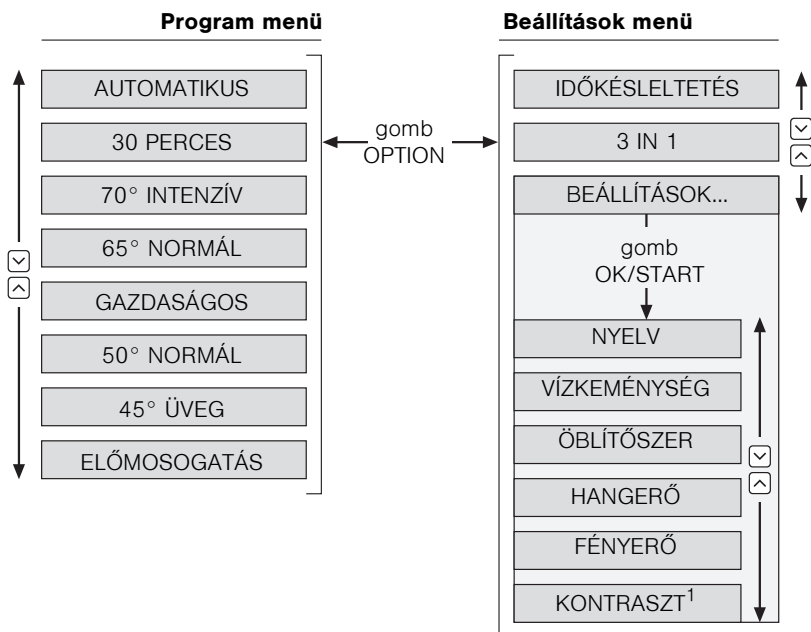 Program menü
AUTOMATIKUS
30 PERCES
70° INTENZÍV
65° NORMÁL
GAZDASÁGOS
50° NORMÁL
45° ÜVEG
ELŐMOSOGATÁS
gomb
OPTION
Beállítások menü
IDŐKÉSLELTETÉS
3 IN 1
BEÁLLÍTÁSOK...
gomb
OK/START
NYELV
VÍZKEMÉNYSÉG
ÖBLÍTŐSZER
HANGERŐ
FÉNYERŐ
KONTRASZT1